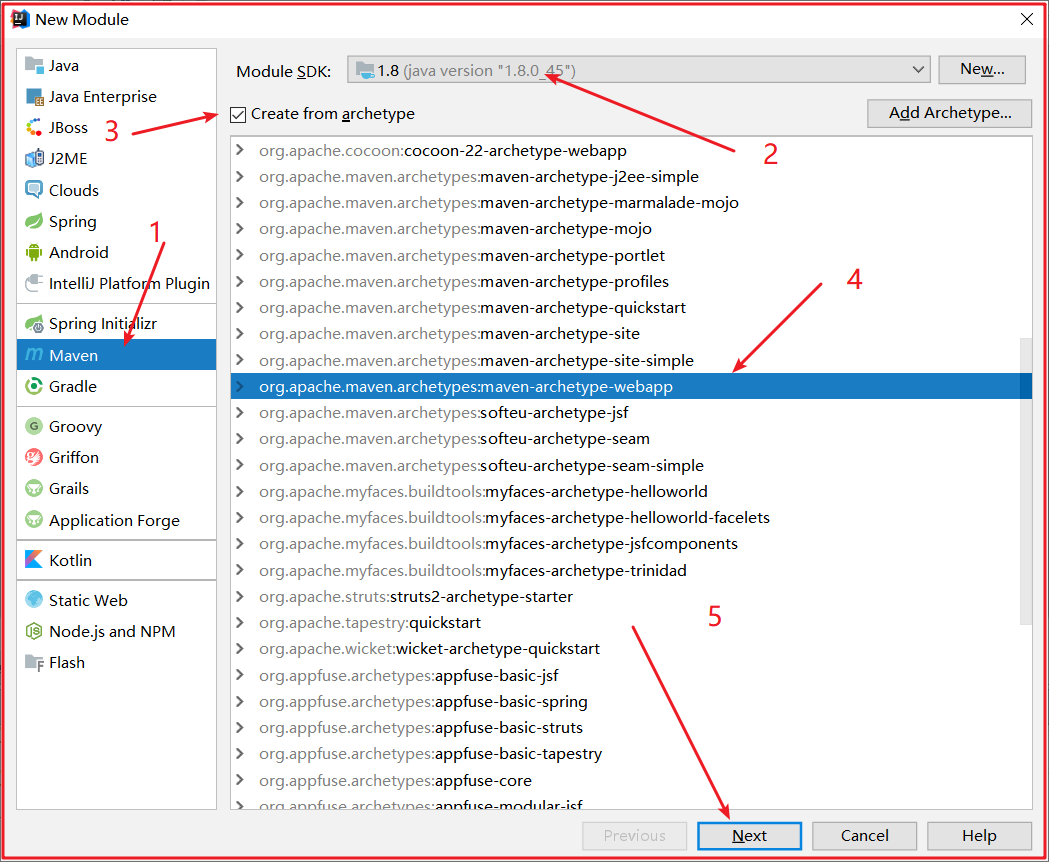 New Module
Java
Java Enterprise
JBoss
J2ME
Clouds
Spring
Android
IntelliJ Platform Plugin
Spring Initializr
Maven
Gradle
Groovy
Griffon
Grails
Application Forge
Kotlin
Static Web
Node.js and NPM
Flash
1
3
Module SDK: 1.8 (java version "1.8.0_45") New...
2
Create from archetype Add Archetype...
org.apache.cocoon:cocoon-22-archetype-webapp
org.apache.maven.archetypes:maven-archetype-j2ee-simple
org.apache.maven.archetypes:maven-archetype-marmalade-mojo
org.apache.maven.archetypes:maven-archetype-mojo
org.apache.maven.archetypes:maven-archetype-portlet
org.apache.maven.archetypes:maven-archetype-profiles
org.apache.maven.archetypes:maven-archetype-quickstart
org.apache.maven.archetypes:maven-archetype-site
org.apache.maven.archetypes:maven-archetype-site-simple
org.apache.maven.archetypes:maven-archetype-webapp
org.apache.maven.archetypes:softeu-archetype-jsf
org.apache.maven.archetypes:softeu-archetype-seam
org.apache.maven.archetypes:softeu-archetype-seam-simple
org.apache.myfaces.buildtools:myfaces-archetype-helloworld
org.apache.myfaces.buildtools:myfaces-archetype-helloworld-facelets
org.apache.myfaces.buildtools:myfaces-archetype-jsfcomponents
org.apache.myfaces.buildtools:myfaces-archetype-trinidad
org.apache.struts:struts2-archetype-starter
org.apache.tapestry:quickstart
org.apache.wicket:wicket-archetype-quickstart
org.appfuse.archetypes:appfuse-basic-jsf
org.appfuse.archetypes:appfuse-basic-spring
org.appfuse.archetypes:appfuse-basic-struts
org.appfuse.archetypes:appfuse-basic-tapestry
org.appfuse.archetypes:appfuse-core
org.appfuse.archetypes:appfuse-modular-jsf
4
5
Previous Next Cancel Help